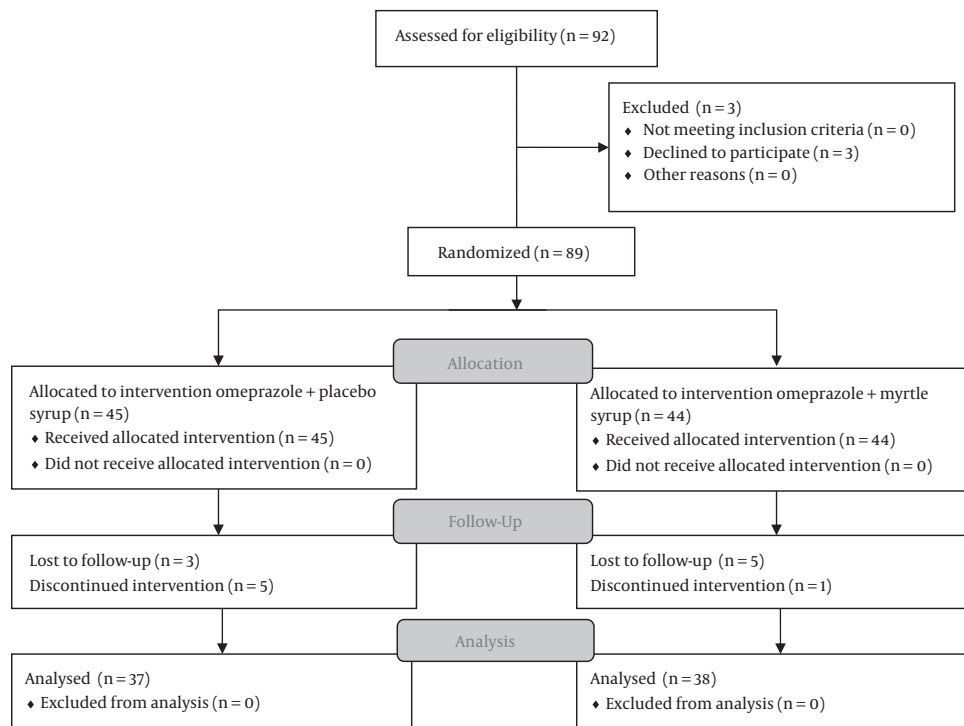 Assessed for eligibility (n = 92)
Excluded (n = 3)
♦ Not meeting inclusion criteria (n = 0)
♦ Declined to participate (n = 3)
♦ Other reasons (n = 0)
Randomized (n = 89)
Allocation
Allocated to intervention omeprazole + placebo
syrup (n = 45)
♦ Received allocated intervention (n = 45)
♦ Did not receive allocated intervention (n = 0)
Allocated to intervention omeprazole + myrtle
syrup (n = 44)
♦ Received allocated intervention (n = 44)
♦ Did not receive allocated intervention (n = 0)
Follow-Up
Lost to follow-up (n = 3)
Discontinued intervention (n = 5)
Lost to follow-up (n = 5)
Discontinued intervention (n = 1)
Analysis
Analysed (n = 37)
♦ Excluded from analysis (n = 0)
Analysed (n = 38)
♦ Excluded from analysis (n = 0)